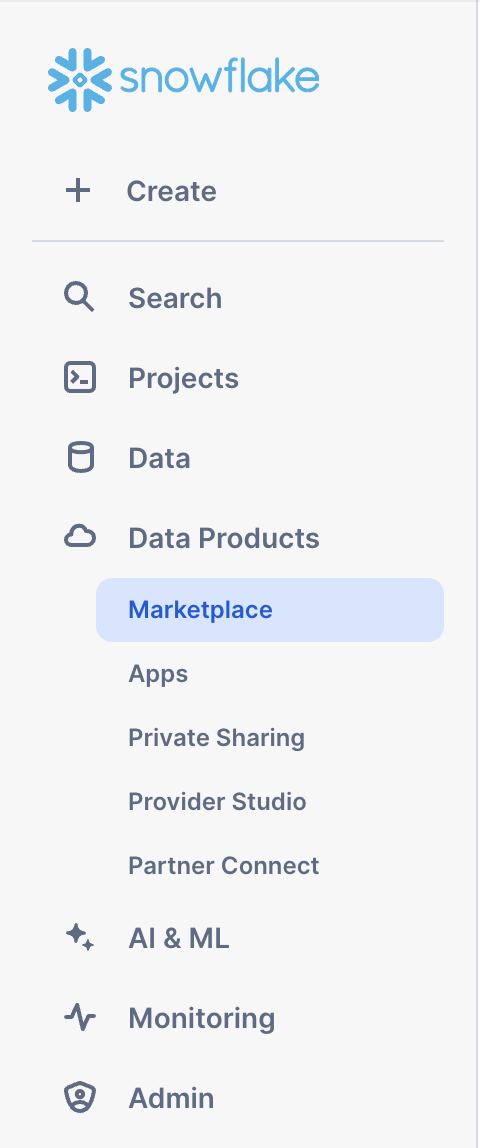 snowflake
Create
Search
Projects
Data
Data Products
Marketplace
Apps
Private Sharing
Provider Studio
Partner Connect
AI & ML
Monitoring
Admin